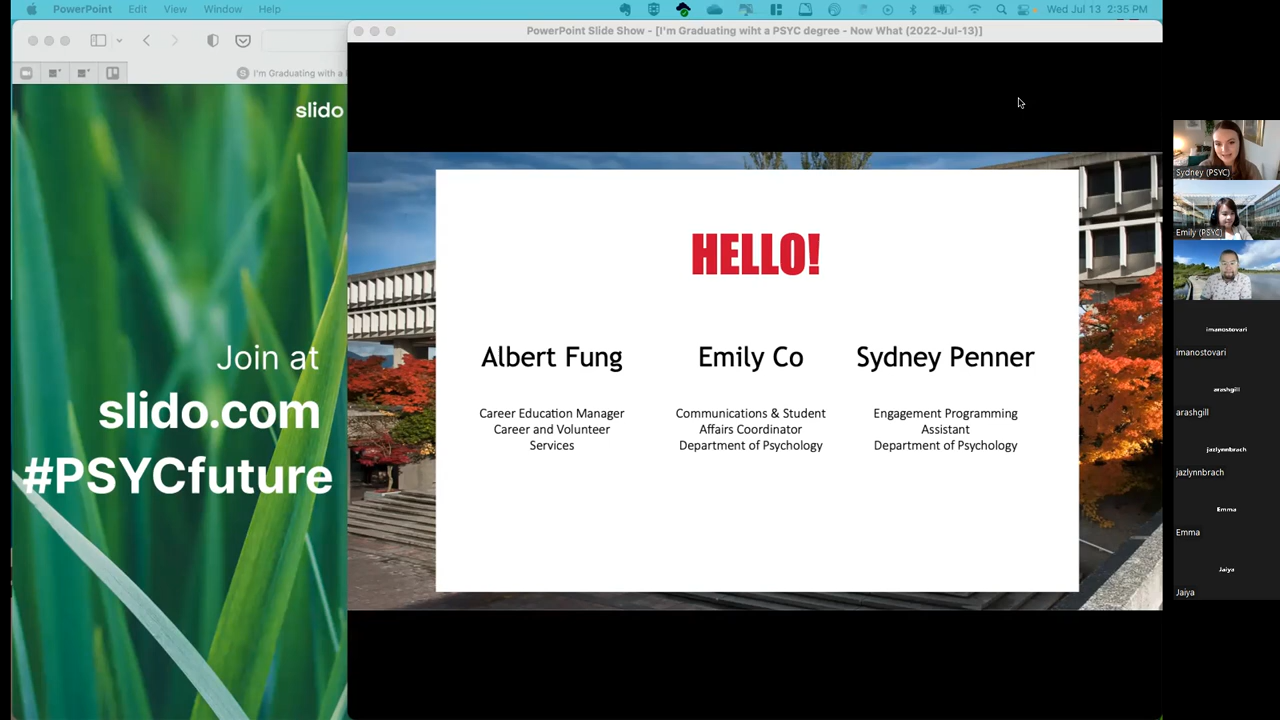 PowerPoint Edit View Window Help
Wed Jul 13 2:35 PM
PowerPoint Slide Show - [I'm Graduating wiht a PSYC degree - Now What (2022-Jul-13)]
I'm Graduating with a
slido
Join at
slido.com
#PSYCfuture
HELLO!
Albert Fung
Career Education Manager
Career and Volunteer
Services
Emily Co
Communications & Student
Affairs Coordinator
Department of Psychology
Sydney Penner
Engagement Programming
Assistant
Department of Psychology
Sydney (PSYC)
Emily (PSYC)
imanostovari
imanostovari
arashgill
arashgill
jazlynnbrach
jazlynnbrach
Emma
Emma
Jaiya
Jaiya